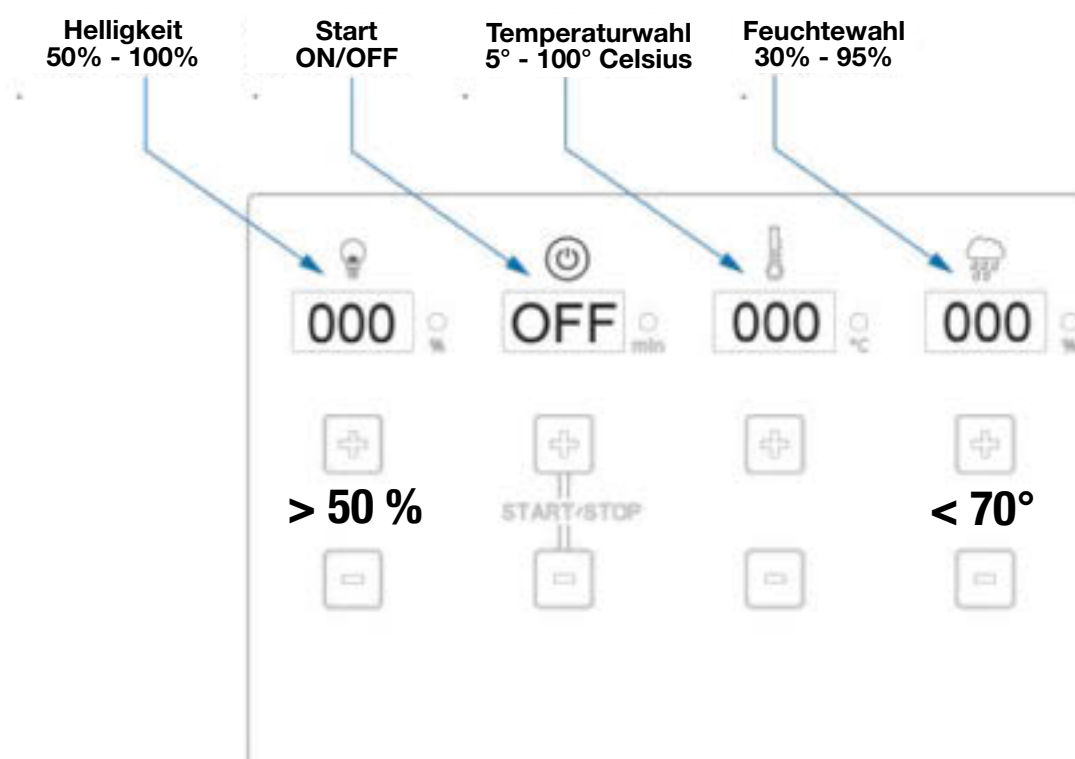 Helligkeit
50% - 100%
Start
ON/OFF
Temperaturwahl
5° - 100° Celsius
Feuchtewahl
30% - 95%
000 %
OFF min
000 °C
000 %
> 50 %
START/STOP
< 70°